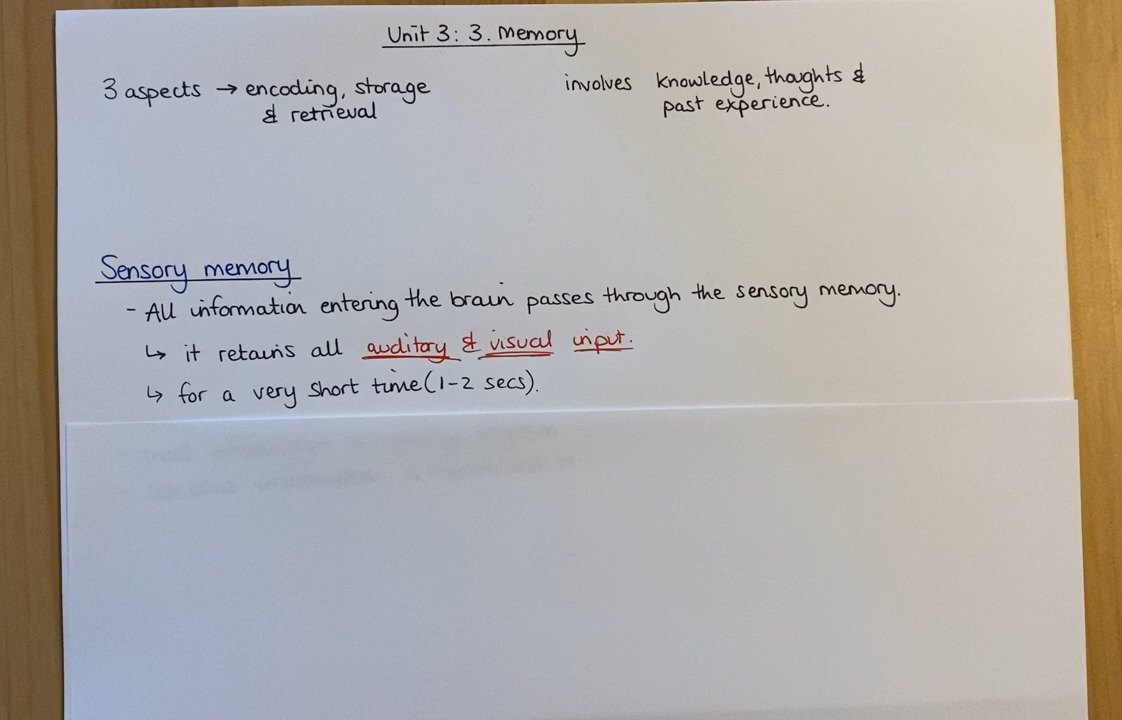 Unit 3: 3. Memory
3 aspects → encoding, storage
& retrieval
involves knowledge, thoughts &
past experience.
Sensory memory
- All information entering the brain passes through the sensory memory.
↳ it retains all auditory & visual input.
↳ for a very short time (1-2 secs).